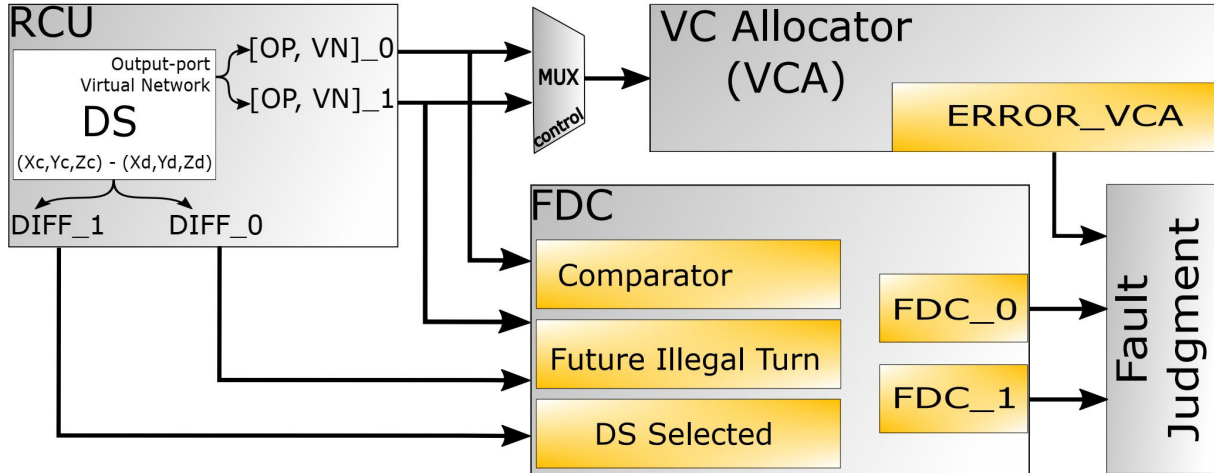 RCU
Output-port
Virtual Network
DS
(Xc,Yc,Zc) - (Xd,Yd,Zd)
[OP, VN]_0
[OP, VN]_1
DIFF_1
DIFF_0
MUX
control
VC Allocator
(VCA)
ERROR_VCA
FDC
Comparator
Future Illegal Turn
DS Selected
FDC_0
FDC_1
Fault
Judgment